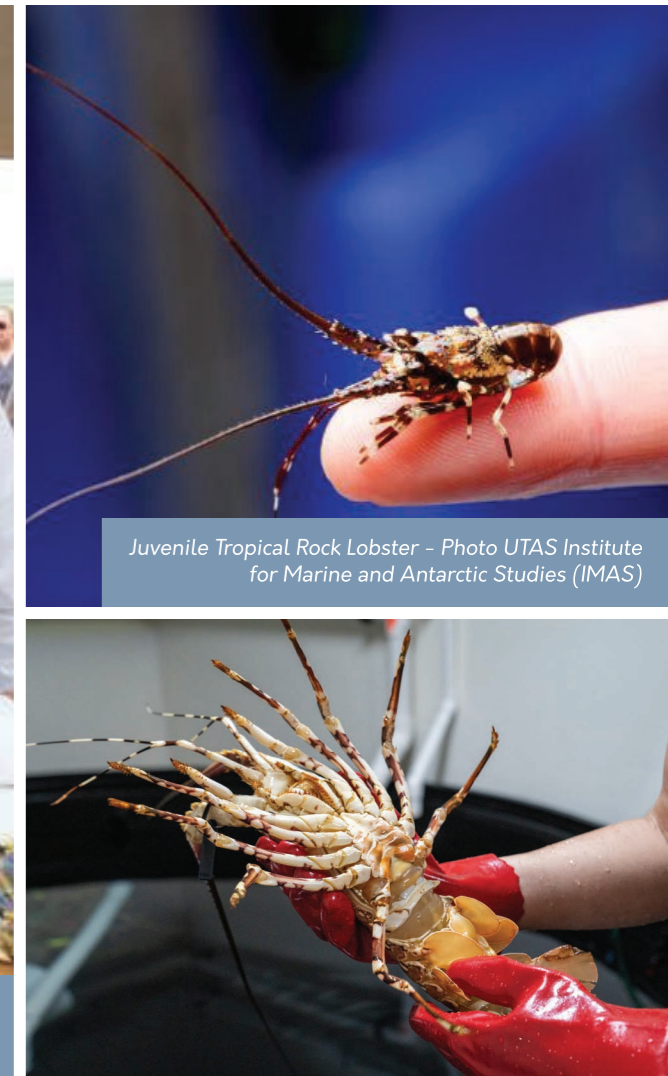 Juvenile Tropical Rock Lobster – Photo UTAS Institute
for Marine and Antarctic Studies (IMAS)